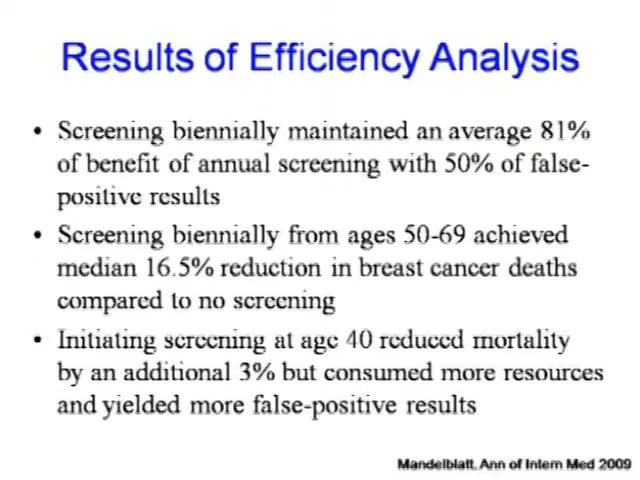 Results of Efficiency Analysis
• Screening biennially maintained an average 81%
of benefit of annual screening with 50% of false-
positive results
• Screening biennially from ages 50-69 achieved
median 16.5% reduction in breast cancer deaths
compared to no screening
• Initiating screening at age 40 reduced mortality
by an additional 3% but consumed more resources
and yielded more false-positive results
Mandelblatt. Ann of Intern Med 2009